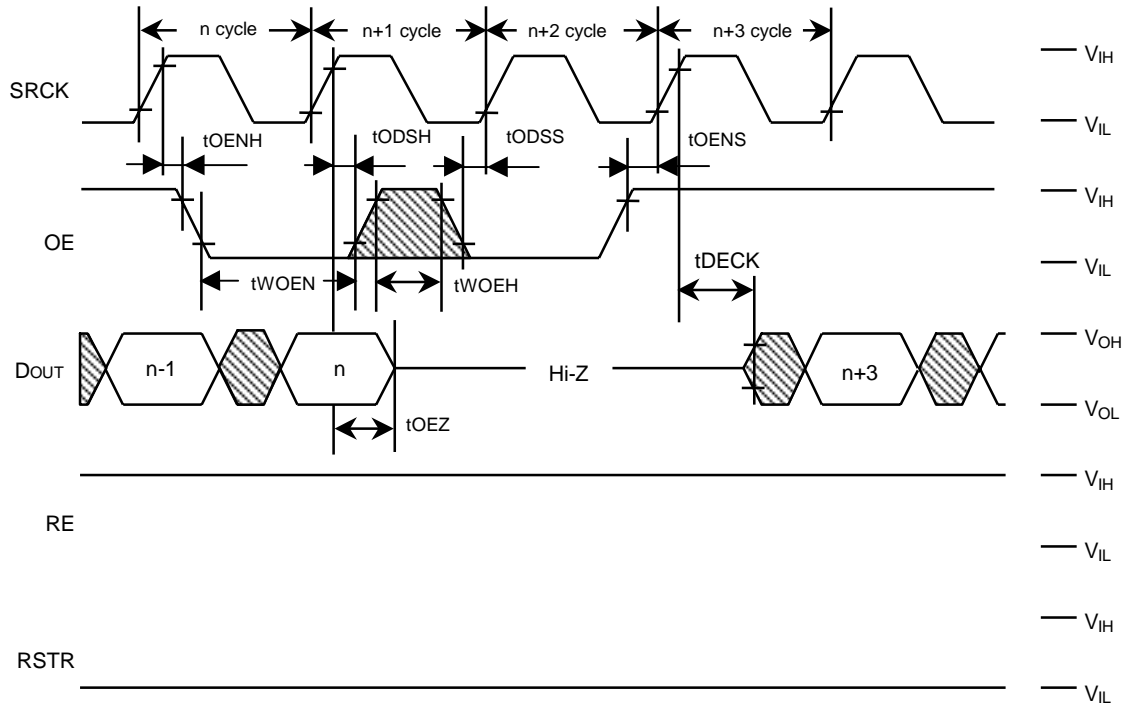 n cycle n+1 cycle n+2 cycle n+3 cycle
VIH
SRCK
VIL
tOENH tODSH tODSS tOENS
VIH
OE
VIL
tWOEN tWOEH tDECK
VOH
DOUT n-1 n Hi-Z n+3
VOL
tOEZ
VIH
RE
VIL
VIH
RSTR
VIL